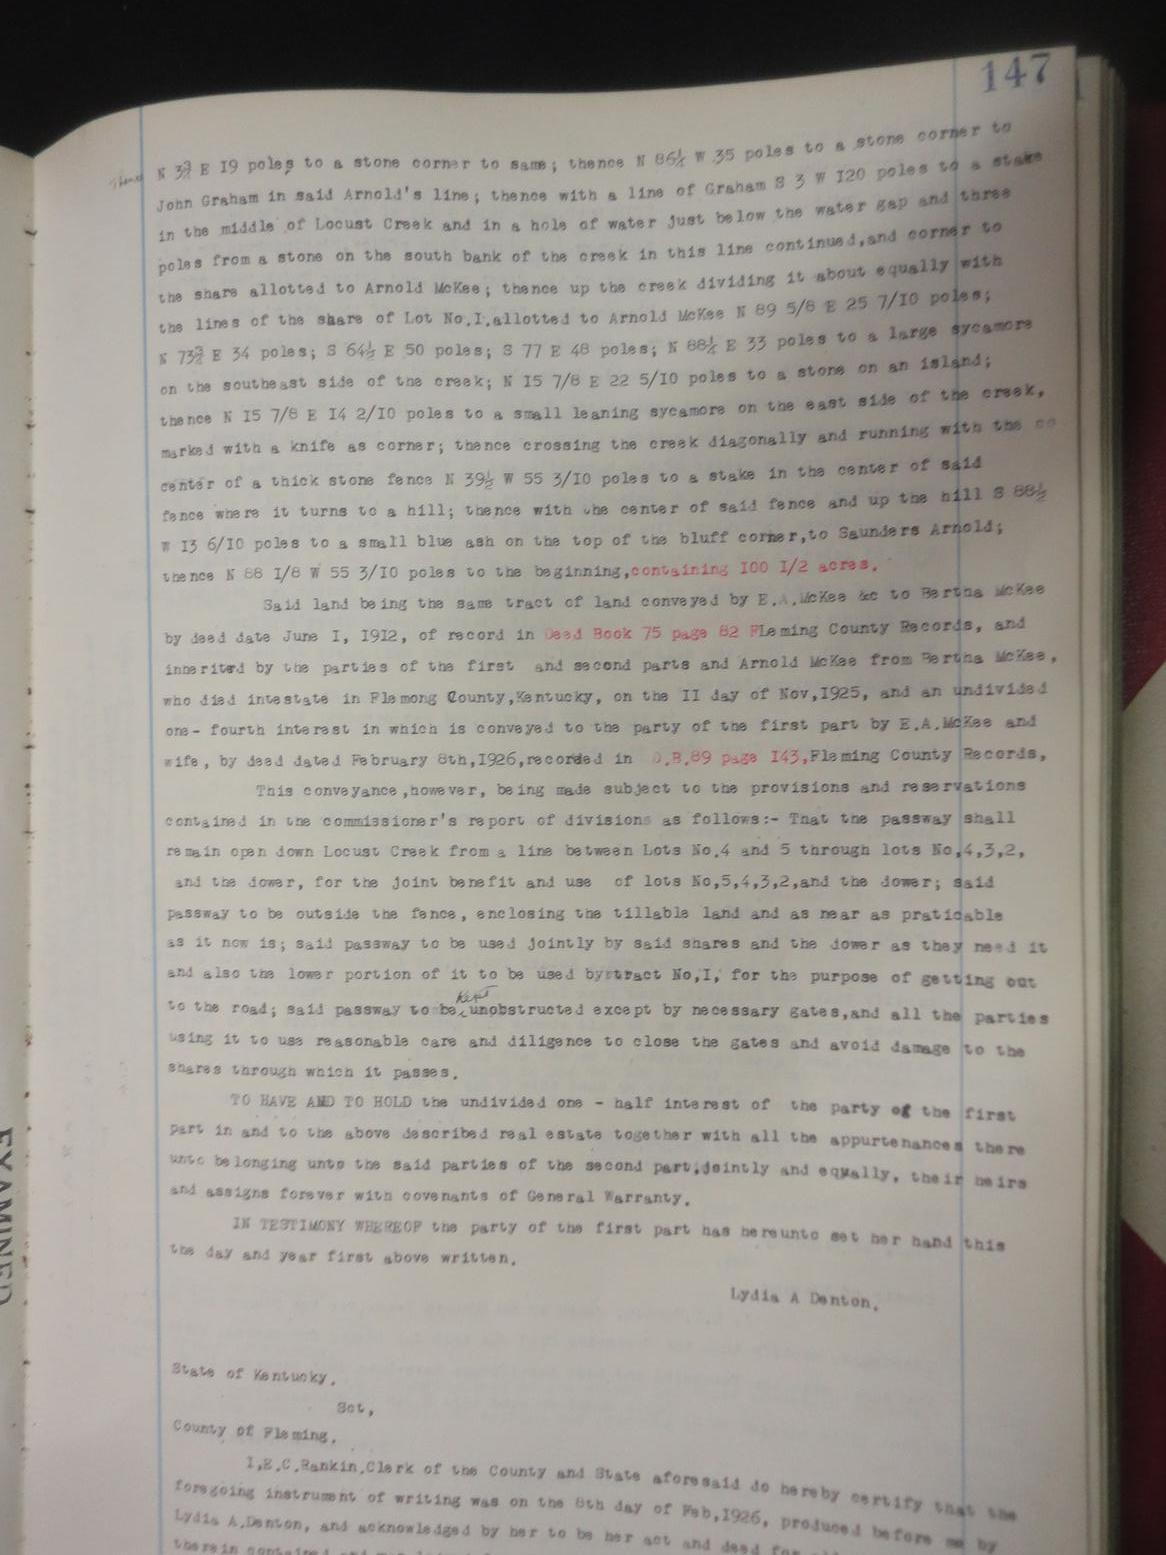 147
Thence N 3¾ E I9 poles to a stone corner to same; thence N 86½ W 35 poles to a stone corner to
John Graham in said Arnold's line; thence with a line of Graham S 3 W I20 poles to a stake
in the middle of Locust Creek and in a hole of water just below the water gap and three
poles from a stone on the south bank of the creek in this line continued,and corner to
the share allotted to Arnold McKee; thence up the creek dividing it about equally with
the lines of the share of Lot No.I.allotted to Arnold McKee N 89 5/8 E 25 7/I0 poles;
N 73¾ E 34 poles; S 64½ E 50 poles; S 77 E 48 poles; N 88½ E 33 poles to a large sycamore
on the southeast side of the creek; N I5 7/8 E 22 5/I0 poles to a stone on an island;
thence N I5 7/8 E I4 2/I0 poles to a small leaning sycamore on the east side of the creek,
marked with a knife as corner; thence crossing the creek diagonally and running with the
center of a thick stone fence N 39½ W 55 3/I0 poles to a stake in the center of said
fence where it turns to a hill; thence with the center of said fence and up the hill S 88½
W I3 6/I0 poles to a small blue ash on the top of the bluff corner,to Saunders Arnold;
thence N 88 I/8 W 55 3/I0 poles to the beginning,containing I00 I/2 acres.
Said land being the same tract of land conveyed by E.A.McKee &c to Bertha McKee
by deed date June I, I9I2, of record in Deed Book 75 page 82 Fleming County Records, and
inherited by the parties of the first and second parts and Arnold McKee from Bertha McKee,
who died intestate in Flemong County,Kentucky, on the II day of Nov,I925, and an undivided
one- fourth interest in which is conveyed to the party of the first part by E.A.McKee and
wife, by deed dated February 8th,I926,recorded in D.B.89 page I43,Fleming County Records,
This conveyance,however, being made subject to the provisions and reservations
contained in the commissioner's report of divisions as follows:- That the passway shall
remain open down Locust Creek from a line between Lots No.4 and 5 through lots No,4,3,2,
and the dower, for the joint benefit and use of lots No,5,4,3,2,and the dower; said
passway to be outside the fence, enclosing the tillable land and as near as praticable
as it now is; said passway to be used jointly by said shares and the dower as they need it
and also the lower portion of it to be used by tract No,I, for the purpose of getting out
to the road; said passway to be kept unobstructed except by necessary gates,and all the parties
using it to use reasonable care and diligence to close the gates and avoid damage to the
shares through which it passes.
TO HAVE AND TO HOLD the undivided one - half interest of the party of the first
part in and to the above described real estate together with all the appurtenances there
unto belonging unto the said parties of the second part,jointly and equally, their heirs
and assigns forever with covenants of General Warranty.
IN TESTIMONY WHEREOF the party of the first part has hereunto set her hand this
the day and year first above written.
Lydia A Denton.
State of Kentucky.
Sct,
County of Fleming.
I,E.C.Rankin,Clerk of the County and State aforesaid do hereby certify that the
foregoing instrument of writing was on the 8th day of Feb,I926, produced before me by
Lydia A.Denton, and acknowledged by her to be her act and deed for
therein contained
EXAMINED